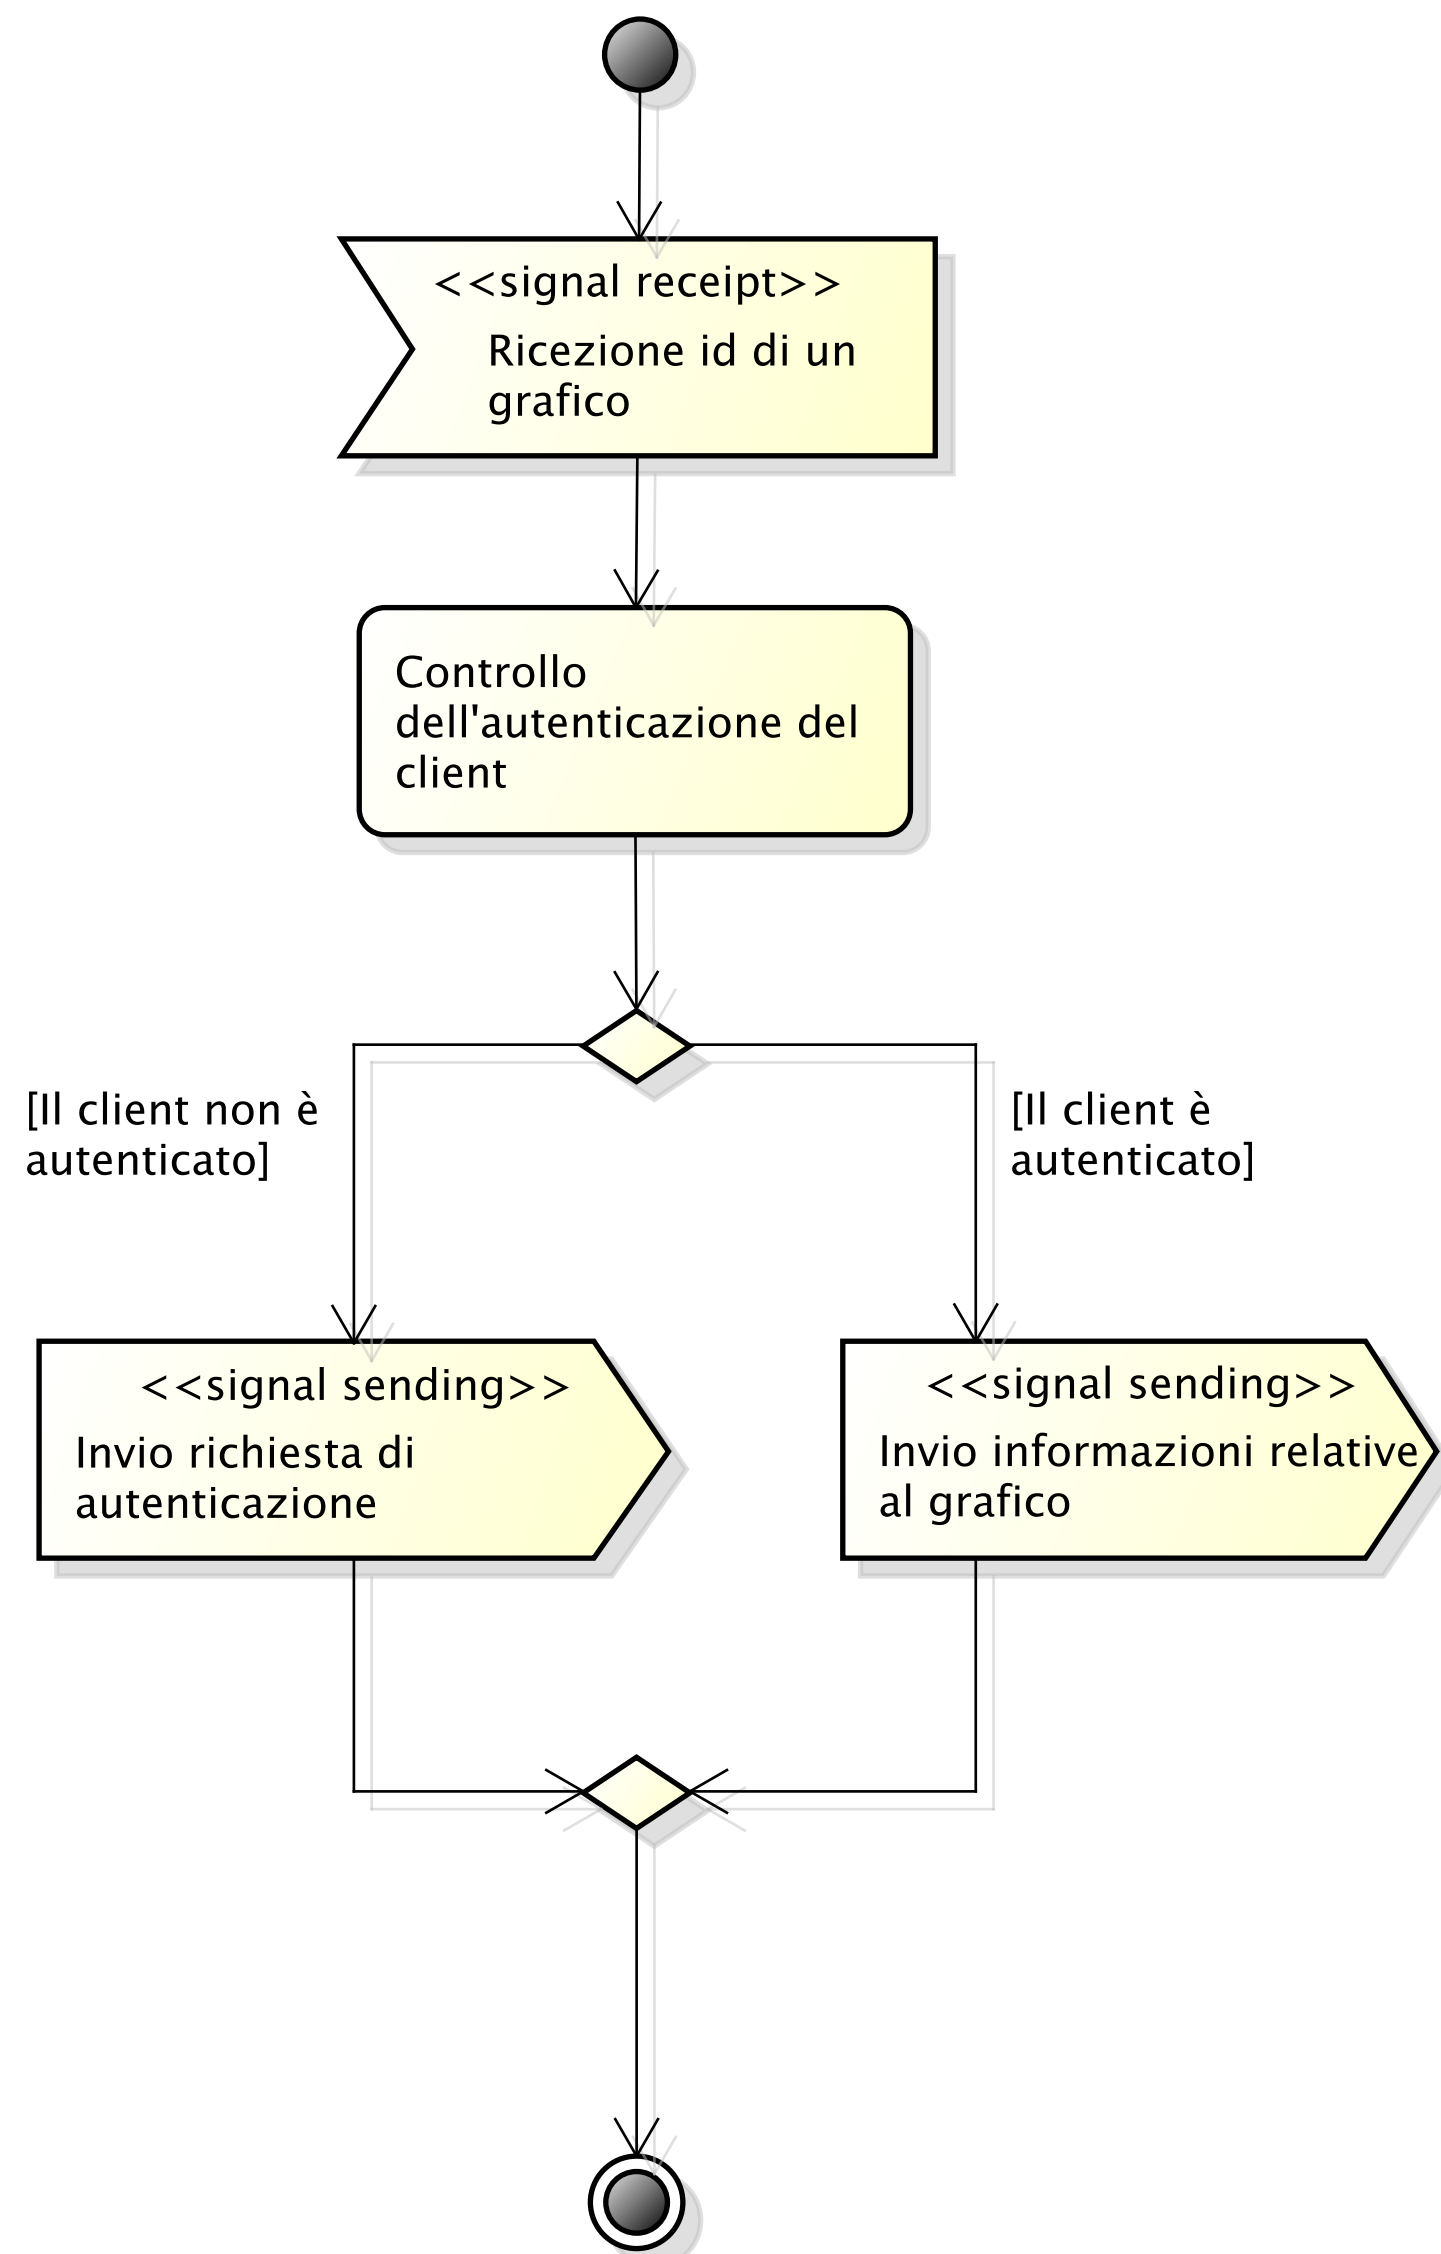 <<signal receipt>>
Ricezione id di un
grafico
Controllo
dell'autenticazione del
client
[Il client non è
autenticato]
[Il client è
autenticato]
<<signal sending>>
Invio richiesta di
autenticazione
<<signal sending>>
Invio informazioni relative
al grafico